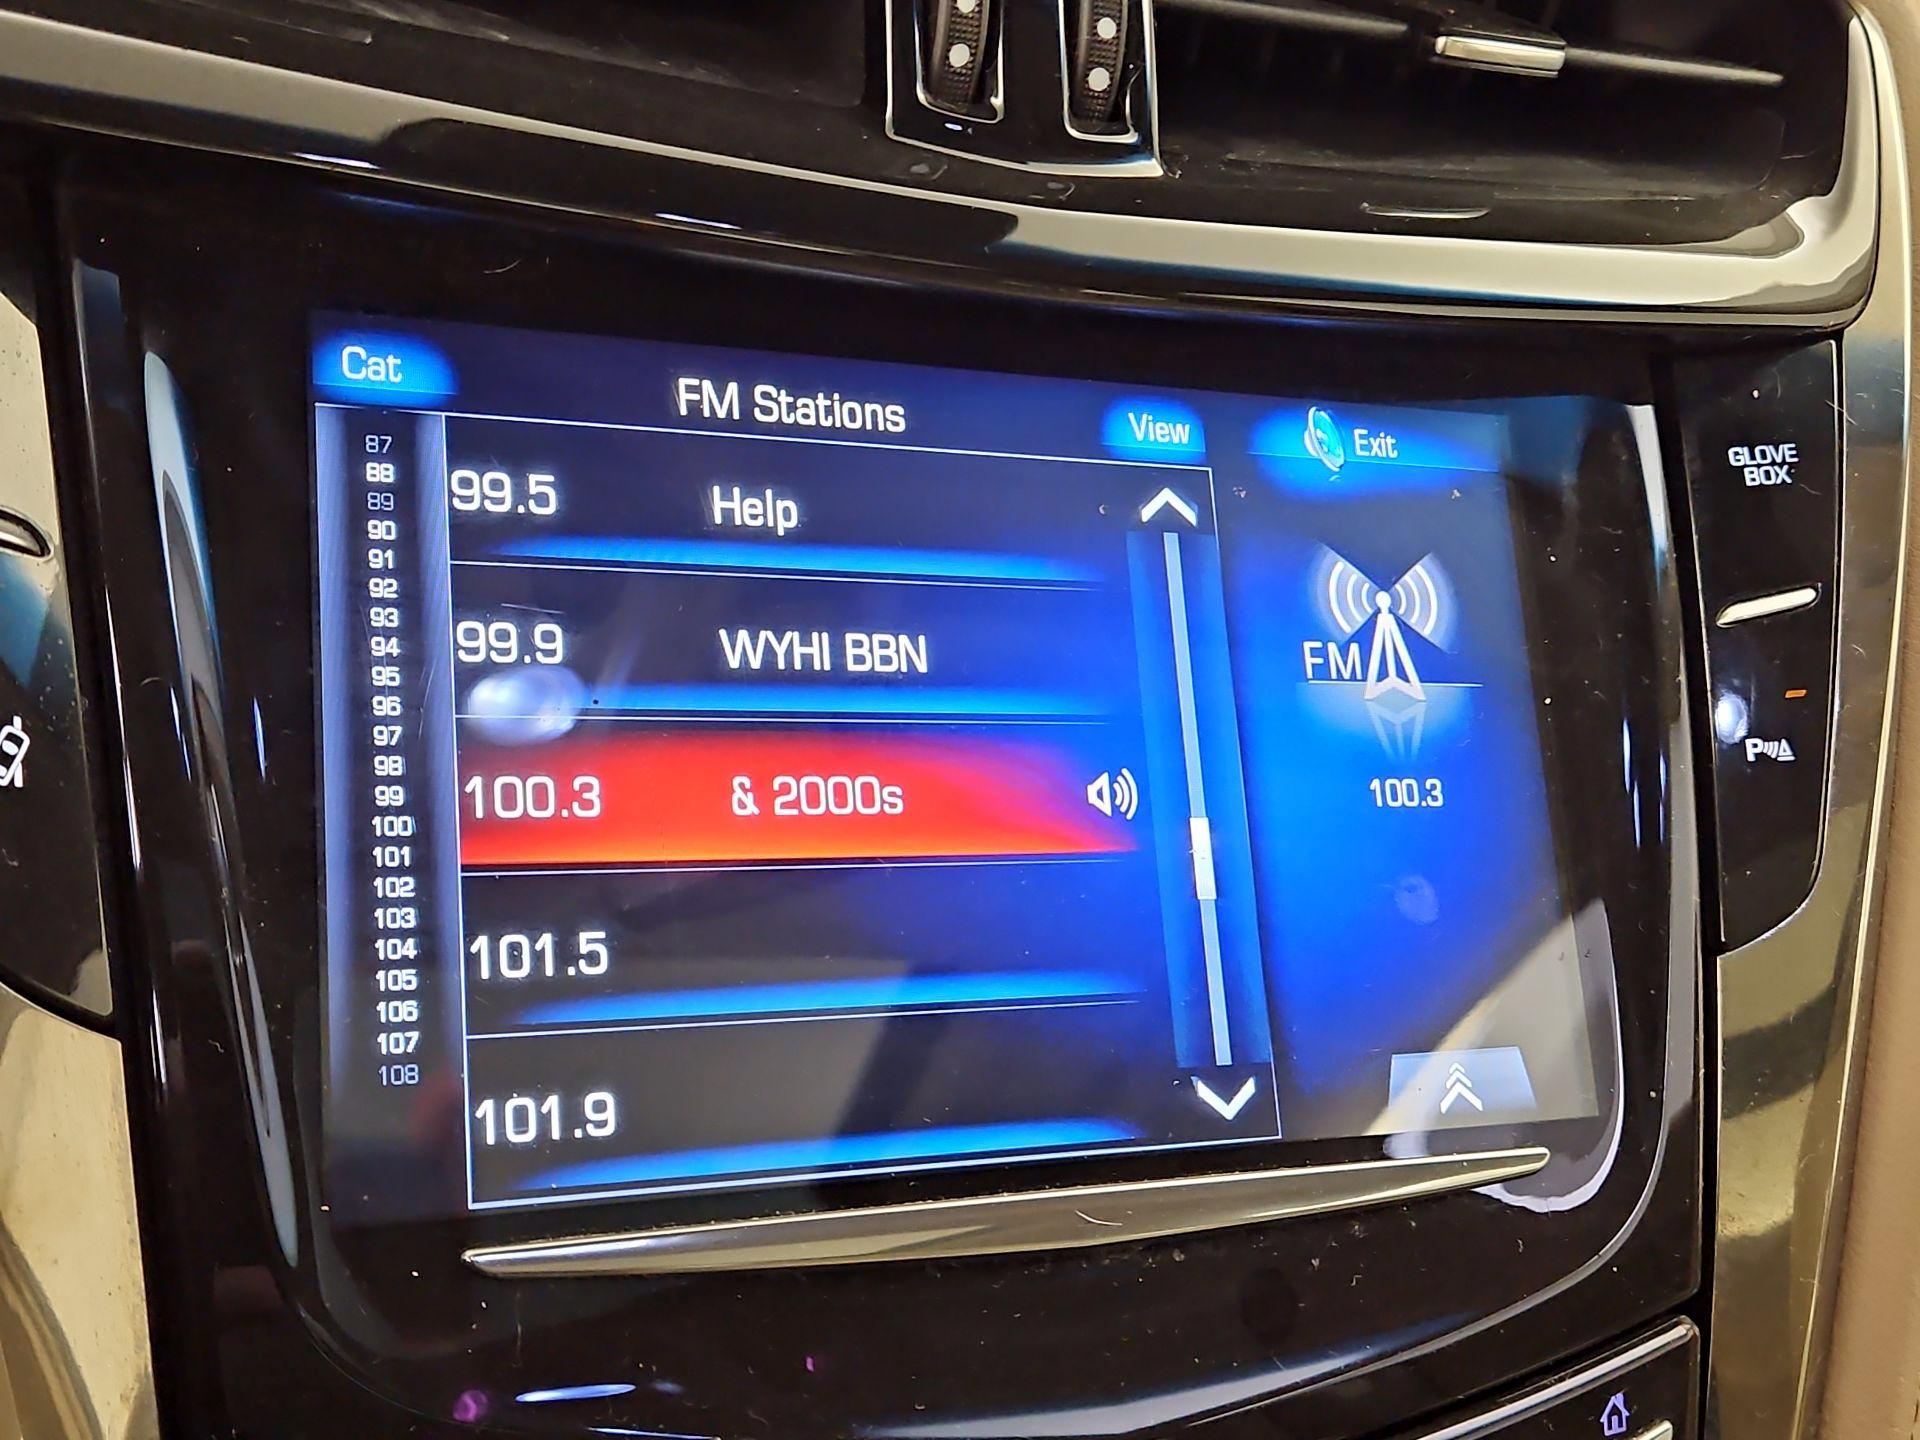 Cat
FM Stations
View
Exit
87
88
89
90
91
92
93
94
95
96
97
98
99
100
101
102
103
104
105
106
107
108
99.5 Help
99.9 WYHI BBN
100.3 & 2000s
101.5
101.9
FM
100.3
GLOVE
BOX
P